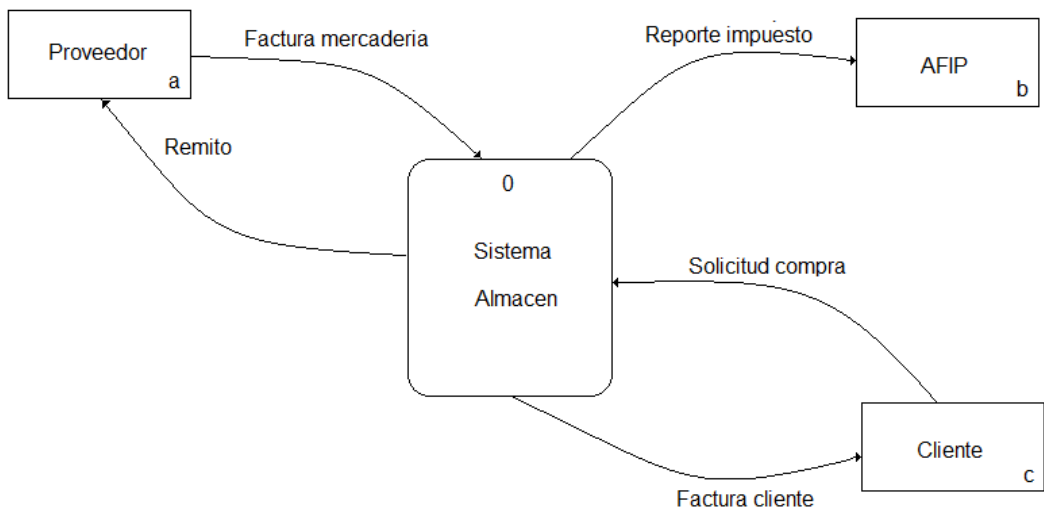 Proveedor
a
Factura mercaderia
Reporte impuesto
AFIP
b
Remito
0
Sistema
Almacen
Solicitud compra
Cliente
c
Factura cliente